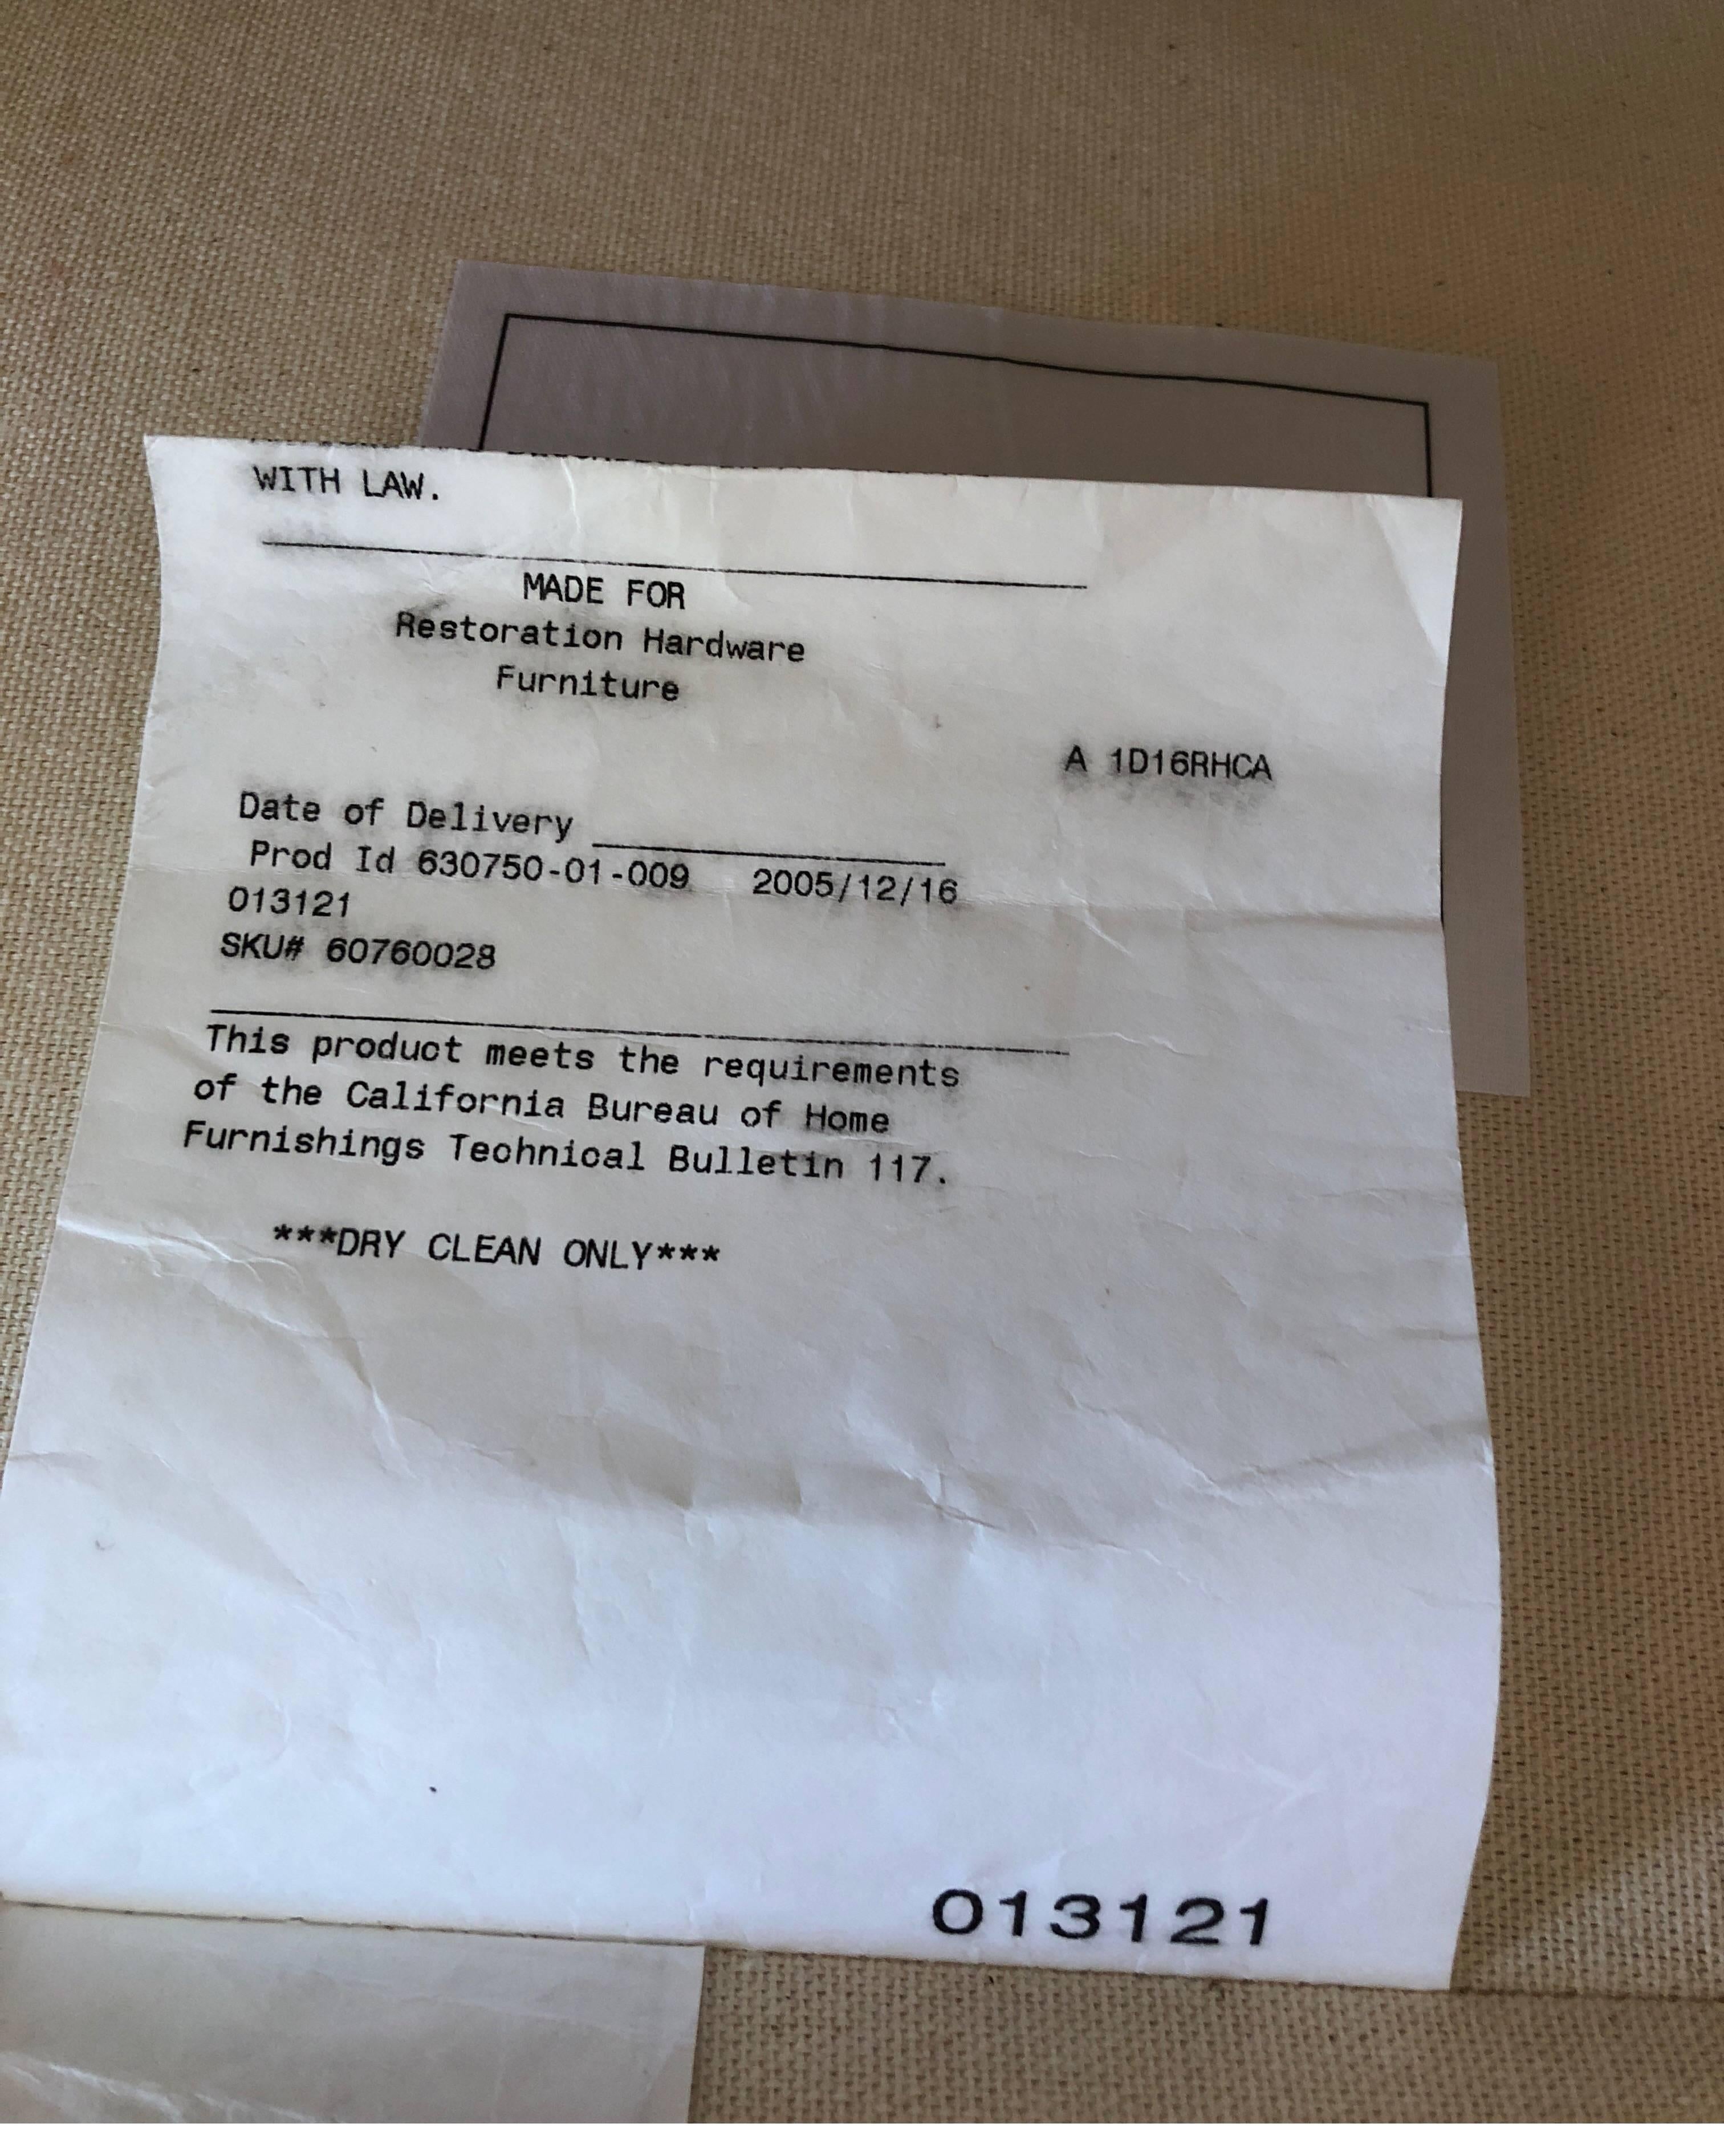 WITH LAW.
MADE FOR
Restoration Hardware
Furniture
A 1D16RHCA
Date of Delivery
Prod Id 630750-01-009 2005/12/16
013121
SKU# 60760028
This product meets the requirements
of the California Bureau of Home
Furnishings Technical Bulletin 117.
***DRY CLEAN ONLY***
013121